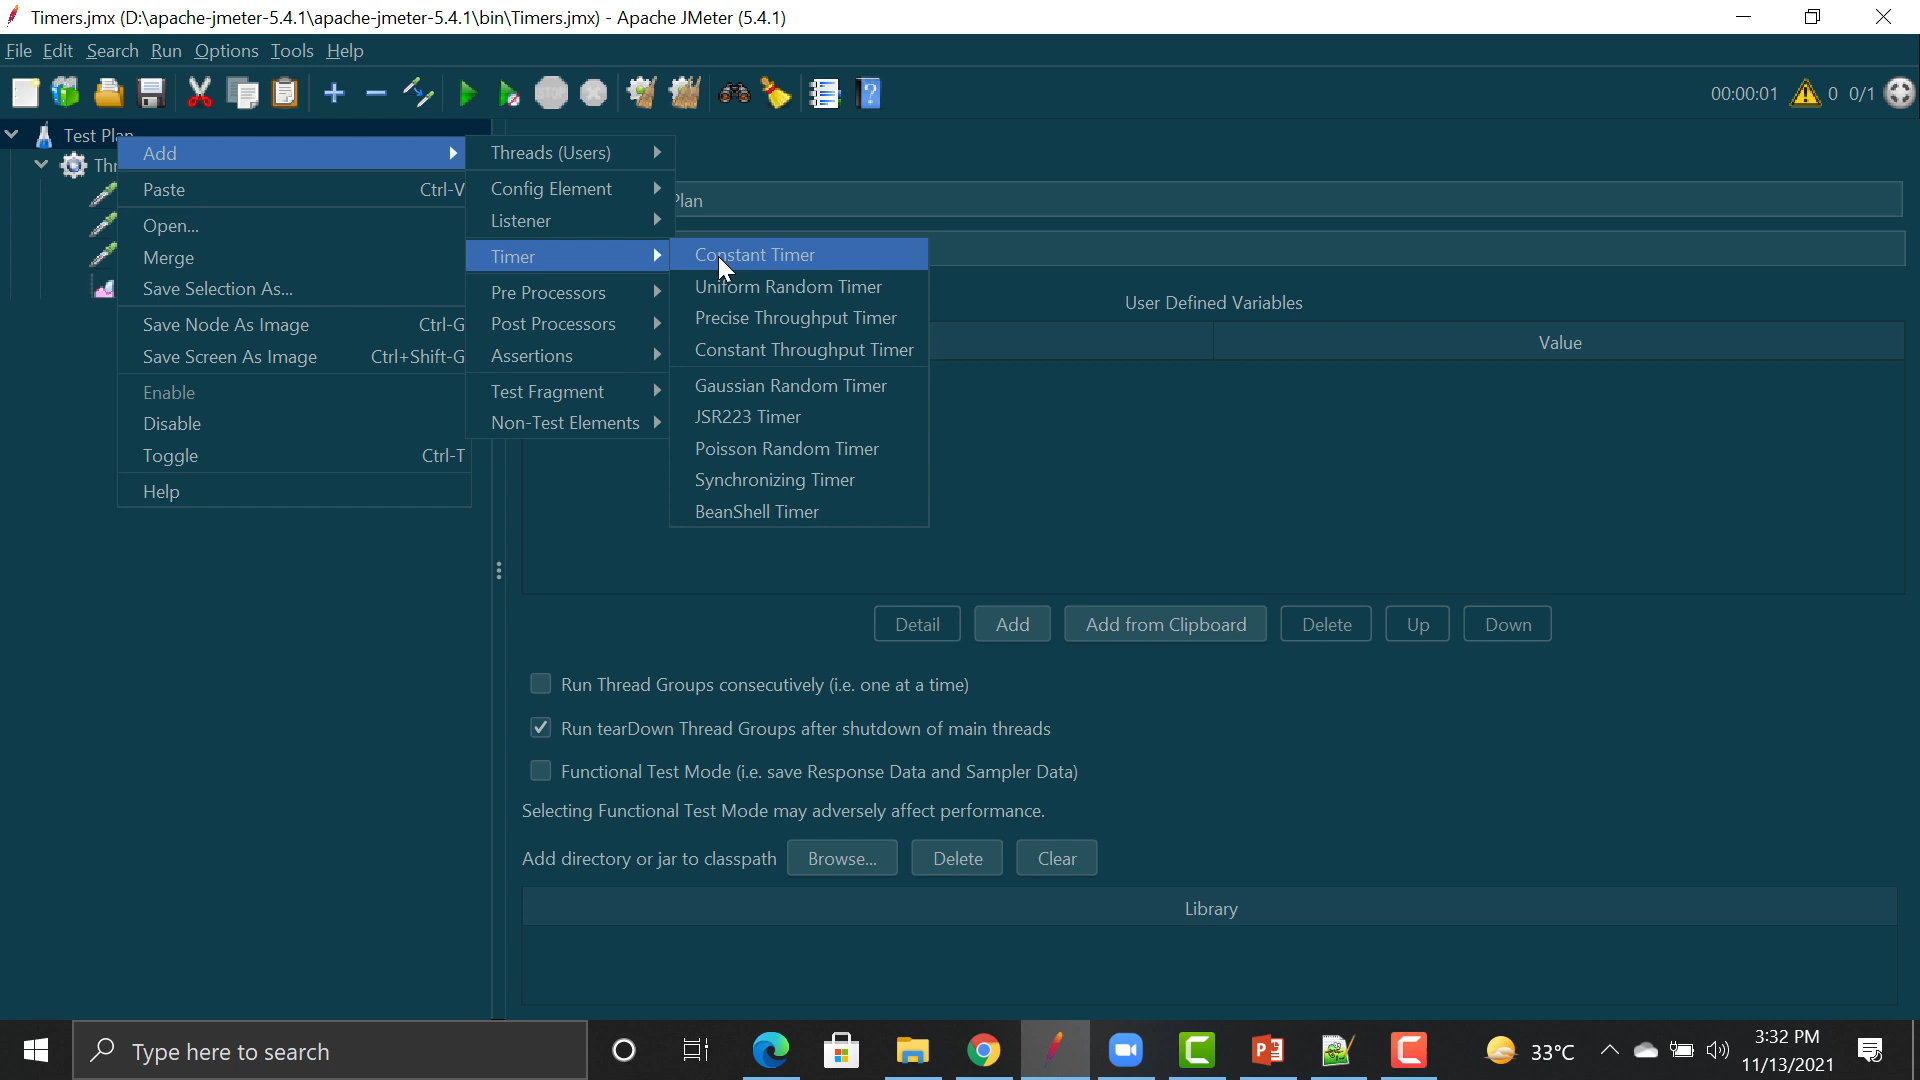 Timers.jmx (D:\apache-jmeter-5.4.1\apache-jmeter-5.4.1\bin\Timers.jmx) - Apache JMeter (5.4.1)
File Edit Search Run Options Tools Help
STOP
00:00:01 0 0/1
Test Plan
Thr
Add
Paste Ctrl-V
Open...
Merge
Save Selection As...
Save Node As Image Ctrl-G
Save Screen As Image Ctrl+Shift-G
Enable
Disable
Toggle Ctrl-T
Help
Threads (Users)
Config Element
Listener
Timer
Pre Processors
Post Processors
Assertions
Test Fragment
Non-Test Elements
Constant Timer
Uniform Random Timer
Precise Throughput Timer
Constant Throughput Timer
Gaussian Random Timer
JSR223 Timer
Poisson Random Timer
Synchronizing Timer
BeanShell Timer
Plan
User Defined Variables
Value
Detail Add Add from Clipboard Delete Up Down
Run Thread Groups consecutively (i.e. one at a time)
Run tearDown Thread Groups after shutdown of main threads
Functional Test Mode (i.e. save Response Data and Sampler Data)
Selecting Functional Test Mode may adversely affect performance.
Add directory or jar to classpath Browse... Delete Clear
Library
Type here to search
33°C
3:32 PM
11/13/2021